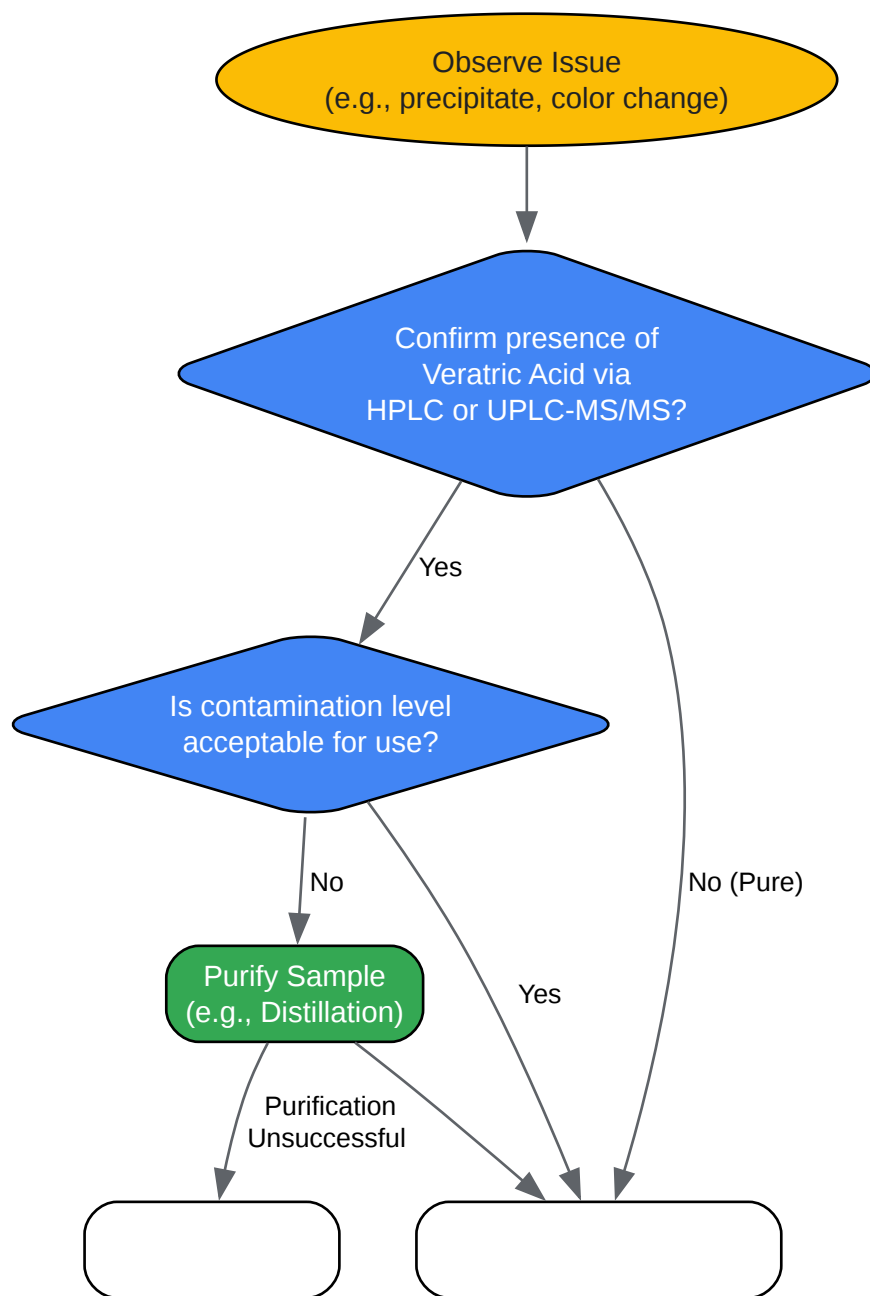 Observe Issue
(e.g., precipitate, color change)
Confirm presence of
Veratric Acid via
HPLC or UPLC-MS/MS?
Yes
Is contamination level
acceptable for use?
No
No (Pure)
Purify Sample
(e.g., Distillation)
Yes
Purification
Unsuccessful